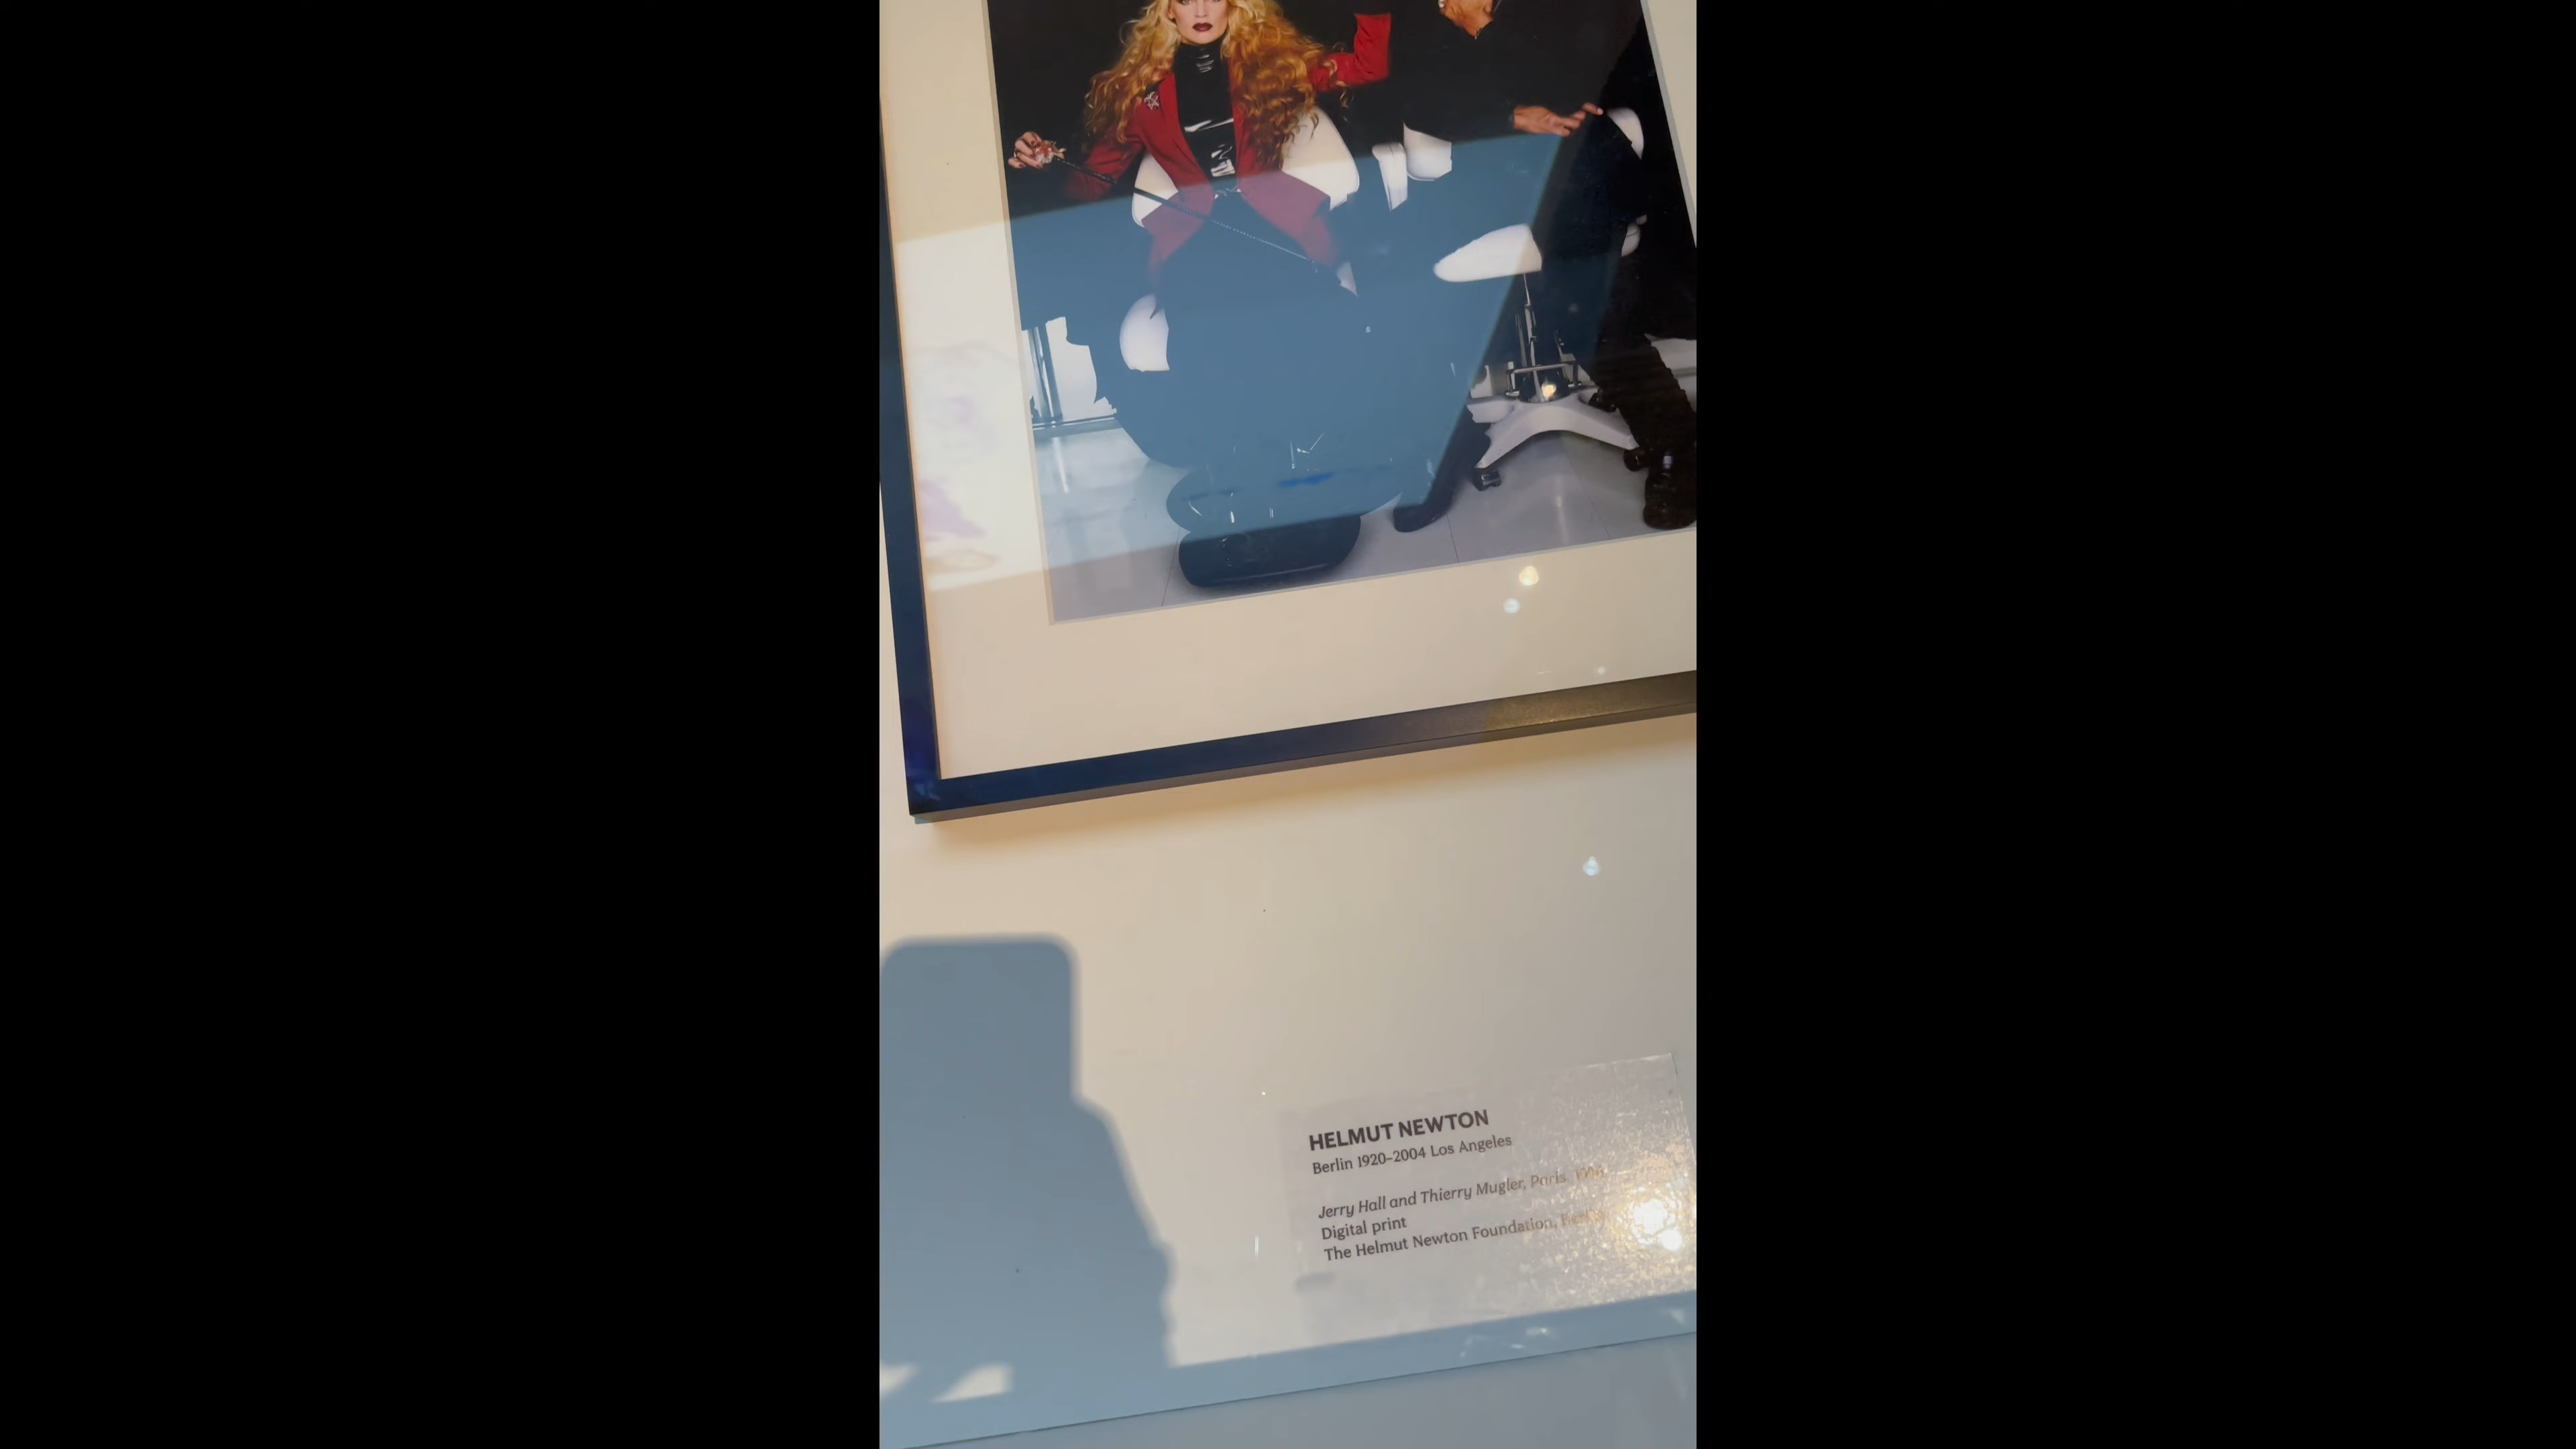 HELMUT NEWTON
Berlin 1920–2004 Los Angeles
Jerry Hall and Thierry Mugler, Paris,
Digital print
The Helmut Newton Foundation,